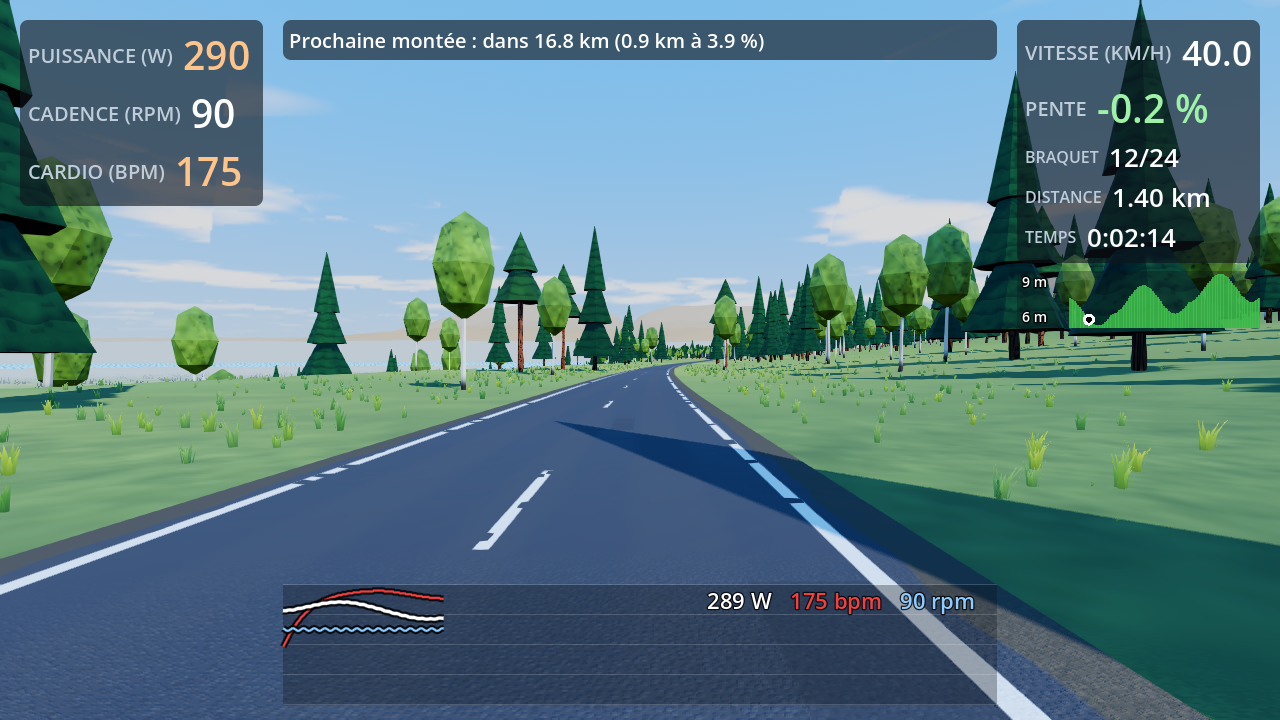 PUISSANCE (W) 290
CADENCE (RPM) 90
CARDIO (BPM) 175
Prochaine montée : dans 16.8 km (0.9 km à 3.9 %)
VITESSE (KM/H) 40.0
PENTE -0.2 %
BRAQUET 12/24
DISTANCE 1.40 km
TEMPS 0:02:14
9 m
6 m
289 W 175 bpm 90 rpm